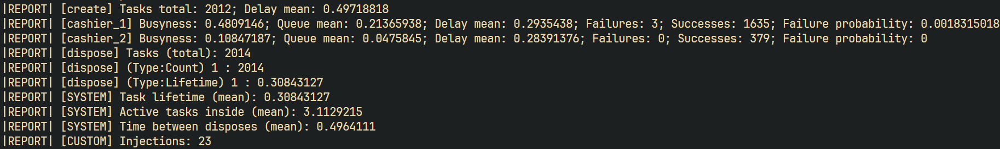 |REPORT| [create] Tasks total: 2012; Delay mean: 0.49718818
|REPORT| [cashier_1] Busyness: 0.4809146; Queue mean: 0.21365938; Delay mean: 0.2935438; Failures: 3; Successes: 1635; Failure probability: 0.0018315018
|REPORT| [cashier_2] Busyness: 0.10847187; Queue mean: 0.0475845; Delay mean: 0.28391376; Failures: 0; Successes: 379; Failure probability: 0
|REPORT| [dispose] Tasks (total): 2014
|REPORT| [dispose] (Type:Count) 1 : 2014
|REPORT| [dispose] (Type:Lifetime) 1 : 0.30843127
|REPORT| [SYSTEM] Task lifetime (mean): 0.30843127
|REPORT| [SYSTEM] Active tasks inside (mean): 3.1129215
|REPORT| [SYSTEM] Time between disposes (mean): 0.4964111
|REPORT| [CUSTOM] Injections: 23